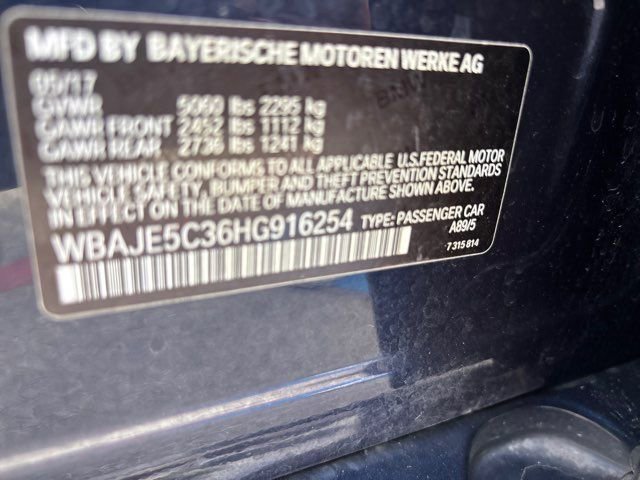 MFD BY BAYERISCHE MOTOREN WERKE AG
05/17
GVWR 5060 lbs 2295 kg
GAWR FRONT 2452 lbs 1112 kg
GAWR REAR 2736 lbs 1241 kg
THIS VEHICLE CONFORMS TO ALL APPLICABLE U.S.FEDERAL MOTOR
VEHICLE SAFETY, BUMPER AND THEFT PREVENTION STANDARDS
IN EFFECT ON THE DATE OF MANUFACTURE SHOWN ABOVE.
WBAJE5C36HG916254 TYPE: PASSENGER CAR
A89/5
7 315 814